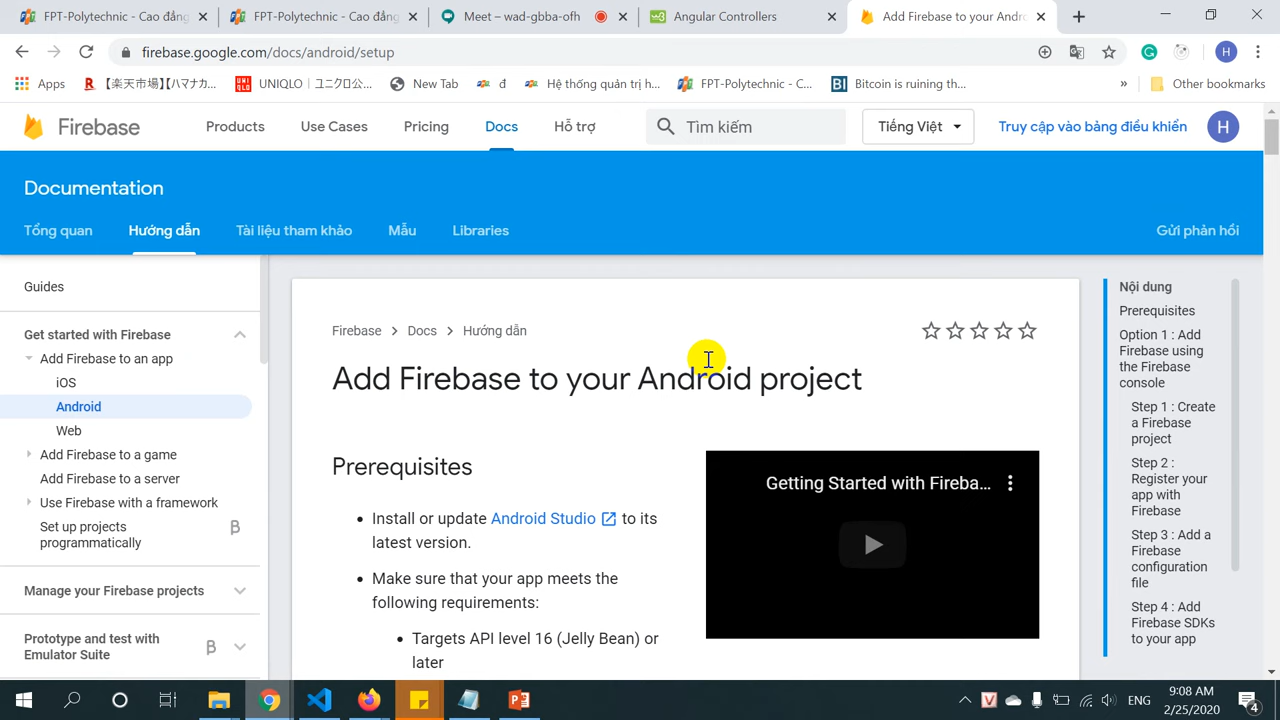 FPT-Polytechnic - Cao đẳng
FPT-Polytechnic - Cao đẳng
Meet – wad-gbba-ofh
Angular Controllers
Add Firebase to your Andro
firebase.google.com/docs/android/setup
H
Apps
【楽天市場】【ハマナカ...
UNIQLO｜ユニクロ公...
New Tab
đ
Hệ thống quản trị h...
FPT-Polytechnic - C...
BI Bitcoin is ruining th...
»
Other bookmarks
Firebase
Products
Use Cases
Pricing
Docs
Hỗ trợ
Tìm kiếm
Tiếng Việt
Truy cập vào bảng điều khiển
H
Documentation
Tổng quan
Hướng dẫn
Tài liệu tham khảo
Mẫu
Libraries
Gửi phản hồi
Guides
Get started with Firebase
Add Firebase to an app
iOS
Android
Web
Add Firebase to a game
Add Firebase to a server
Use Firebase with a framework
Set up projects
programmatically
β
Manage your Firebase projects
Prototype and test with
Emulator Suite
β
Firebase > Docs > Hướng dẫn
Add Firebase to your Android project
Prerequisites
• Install or update Android Studio to its
latest version.
• Make sure that your app meets the
following requirements:
• Targets API level 16 (Jelly Bean) or
later
Getting Started with Fireba...
Nội dung
Prerequisites
Option 1 : Add
Firebase using
the Firebase
console
Step 1 : Create
a Firebase
project
Step 2 :
Register your
app with
Firebase
Step 3 : Add a
Firebase
configuration
file
Step 4 : Add
Firebase SDKs
to your app
ENG
9:08 AM
2/25/2020
4